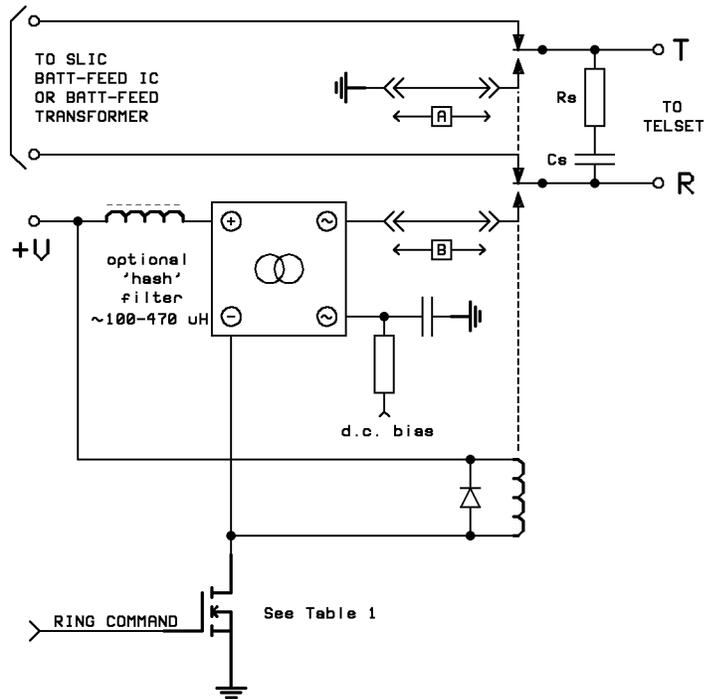 TO SLIC
BATT-FEED IC
OR BATT-FEED
TRANSFORMER
T
Rs
A
TO
TELSET
Cs
R
+V
+
~
B
optional
'hash'
filter
~100-470 uH
-
~
d.c. bias
RING COMMAND
See Table 1